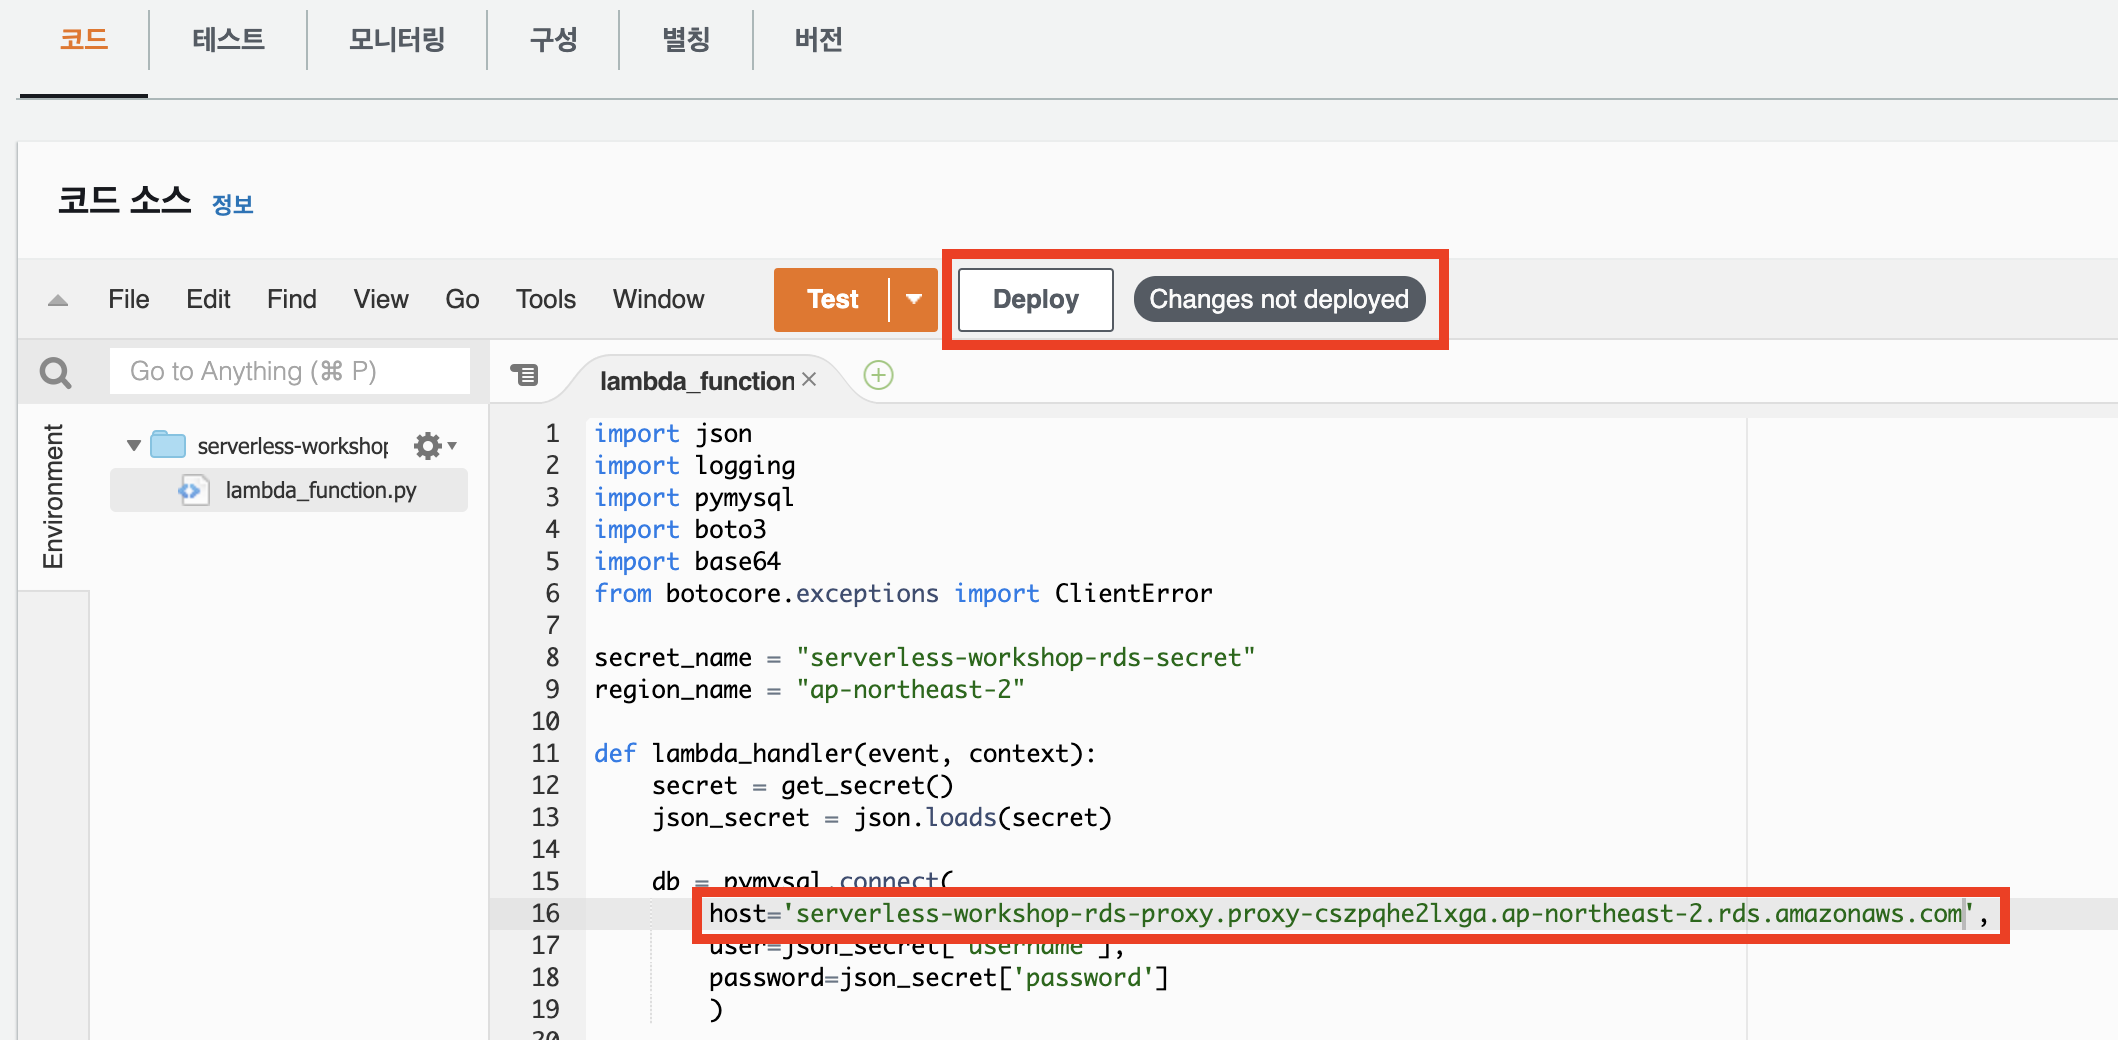 코드 테스트 모니터링 구성 별칭 버전
코드 소스 정보
File Edit Find View Go Tools Window Test Deploy Changes not deployed
Go to Anything (⌘ P)
lambda_function ×
Environment
serverless-workshop
lambda_function.py
1 import json
2 import logging
3 import pymysql
4 import boto3
5 import base64
6 from botocore.exceptions import ClientError
7
8 secret_name = "serverless-workshop-rds-secret"
9 region_name = "ap-northeast-2"
10
11 def lambda_handler(event, context):
12 secret = get_secret()
13 json_secret = json.loads(secret)
14
15 db = pymysql.connect(
16 host='serverless-workshop-rds-proxy.proxy-cszpqhe2lxga.ap-northeast-2.rds.amazonaws.com',
17 user=json_secret['username'],
18 password=json_secret['password']
19 )
20